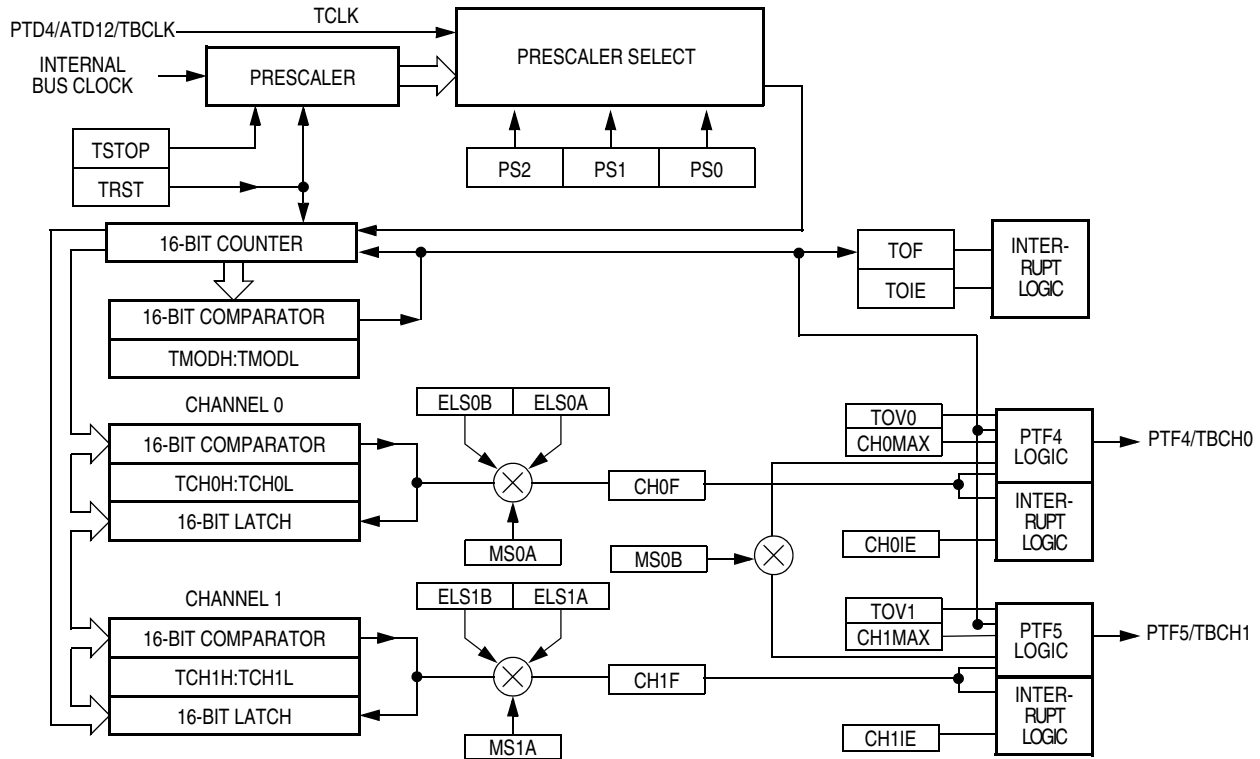 TCLK
PTD4/ATD12/TBCLK
PRESCALER SELECT
INTERNAL
BUS CLOCK
PRESCALER
TSTOP
TRST
PS2
PS1
PS0
16-BIT COUNTER
TOF
TOIE
INTER-
RUPT
LOGIC
16-BIT COMPARATOR
TMODH:TMODL
CHANNEL 0
ELS0B
ELS0A
16-BIT COMPARATOR
TCH0H:TCH0L
16-BIT LATCH
MS0A
CH0F
TOV0
CH0MAX
PTF4
LOGIC
PTF4/TBCH0
INTER-
RUPT
LOGIC
CH0IE
MS0B
CHANNEL 1
ELS1B
ELS1A
16-BIT COMPARATOR
TCH1H:TCH1L
16-BIT LATCH
MS1A
CH1F
TOV1
CH1MAX
PTF5
LOGIC
PTF5/TBCH1
INTER-
RUPT
LOGIC
CH1IE